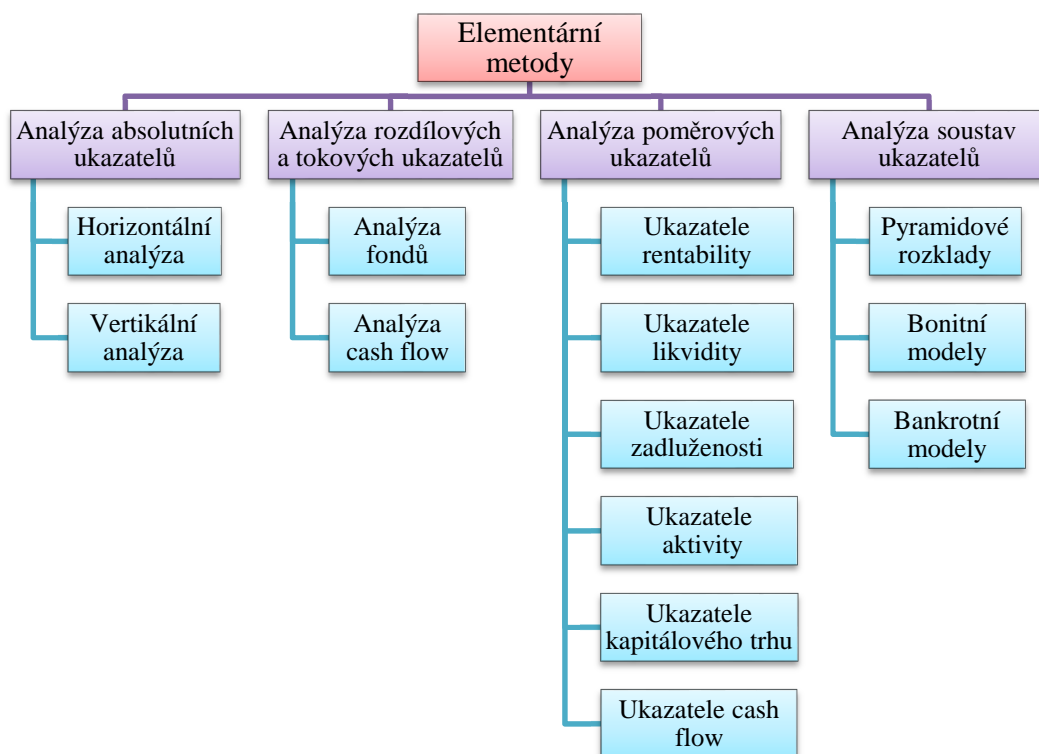 Elementární
metody
Analýza absolutních
ukazatelů
Horizontální
analýza
Vertikální
analýza
Analýza rozdílových
a tokových ukazatelů
Analýza
fondů
Analýza
cash flow
Analýza poměrových
ukazatelů
Ukazatele
rentability
Ukazatele
likvidity
Ukazatele
zadluženosti
Ukazatele
aktivity
Ukazatele
kapitálového trhu
Ukazatele cash
flow
Analýza soustav
ukazatelů
Pyramidové
rozklady
Bonitní
modely
Bankrotní
modely